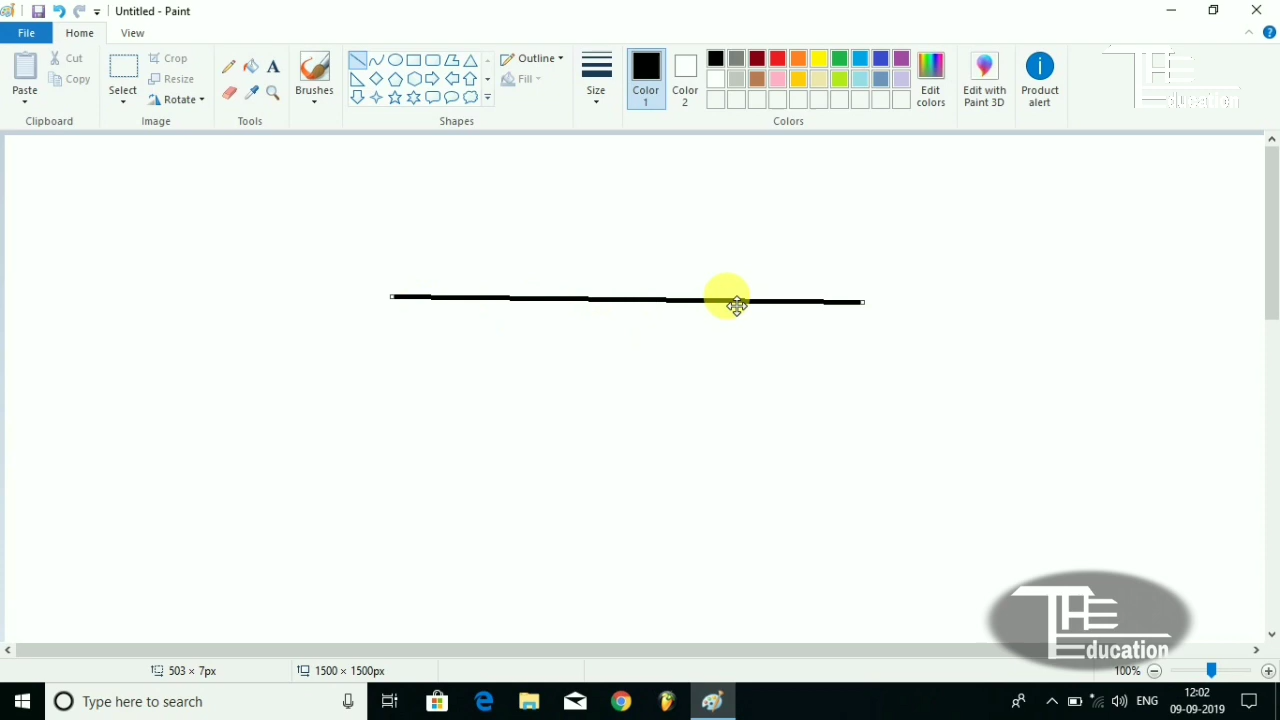 Untitled - Paint
File
Home
View
Paste
Cut
Copy
Clipboard
Select
Crop
Resize
Rotate
Image
A
Tools
Brushes
Outline
Fill
Shapes
Size
Color
1
Color
2
Edit
colors
Colors
Edit with
Paint 3D
Product
alert
THE
Education
THE
Education
503 × 7px
1500 × 1500px
100%
Type here to search
ENG
12:02
09-09-2019